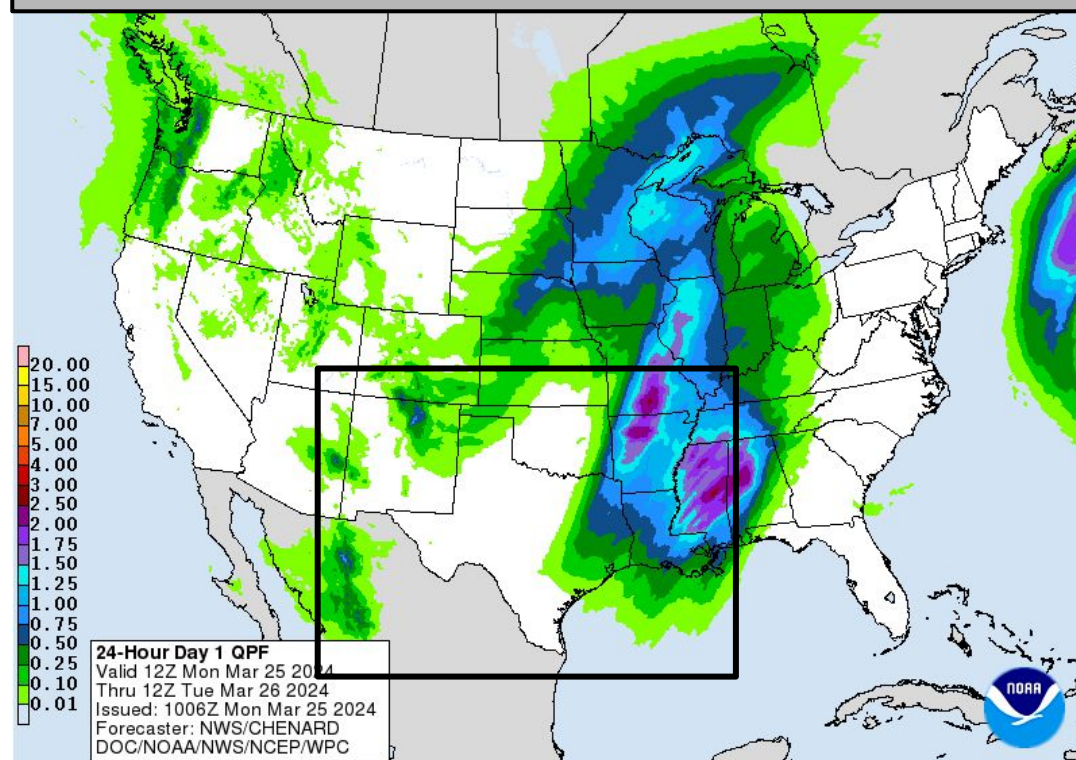 20.00
15.00
10.00
7.00
5.00
4.00
3.00
2.50
2.00
1.75
1.50
1.25
1.00
0.75
0.50
0.25
0.10
0.01
24-Hour Day 1 QPF
Valid 12Z Mon Mar 25 2024
Thru 12Z Tue Mar 26 2024
Issued: 1006Z Mon Mar 25 2024
Forecaster: NWS/CHENARD
DOC/NOAA/NWS/NCEP/WPC
NOAA